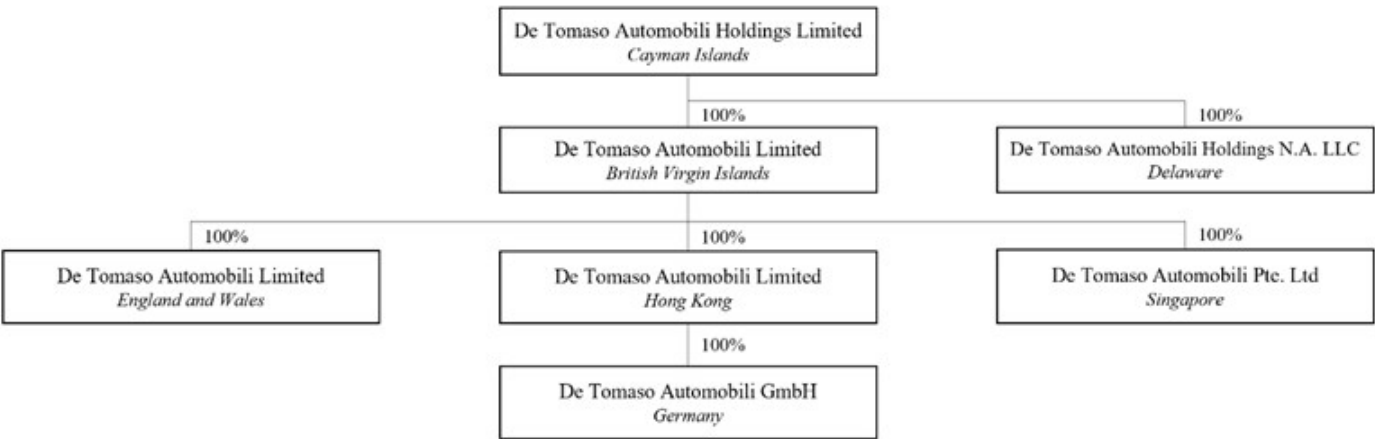 De Tomaso Automobili Holdings Limited
Cayman Islands
100%
100%
De Tomaso Automobili Limited
British Virgin Islands
De Tomaso Automobili Holdings N.A. LLC
Delaware
100%
100%
100%
De Tomaso Automobili Limited
England and Wales
De Tomaso Automobili Limited
Hong Kong
De Tomaso Automobili Pte. Ltd
Singapore
100%
De Tomaso Automobili GmbH
Germany